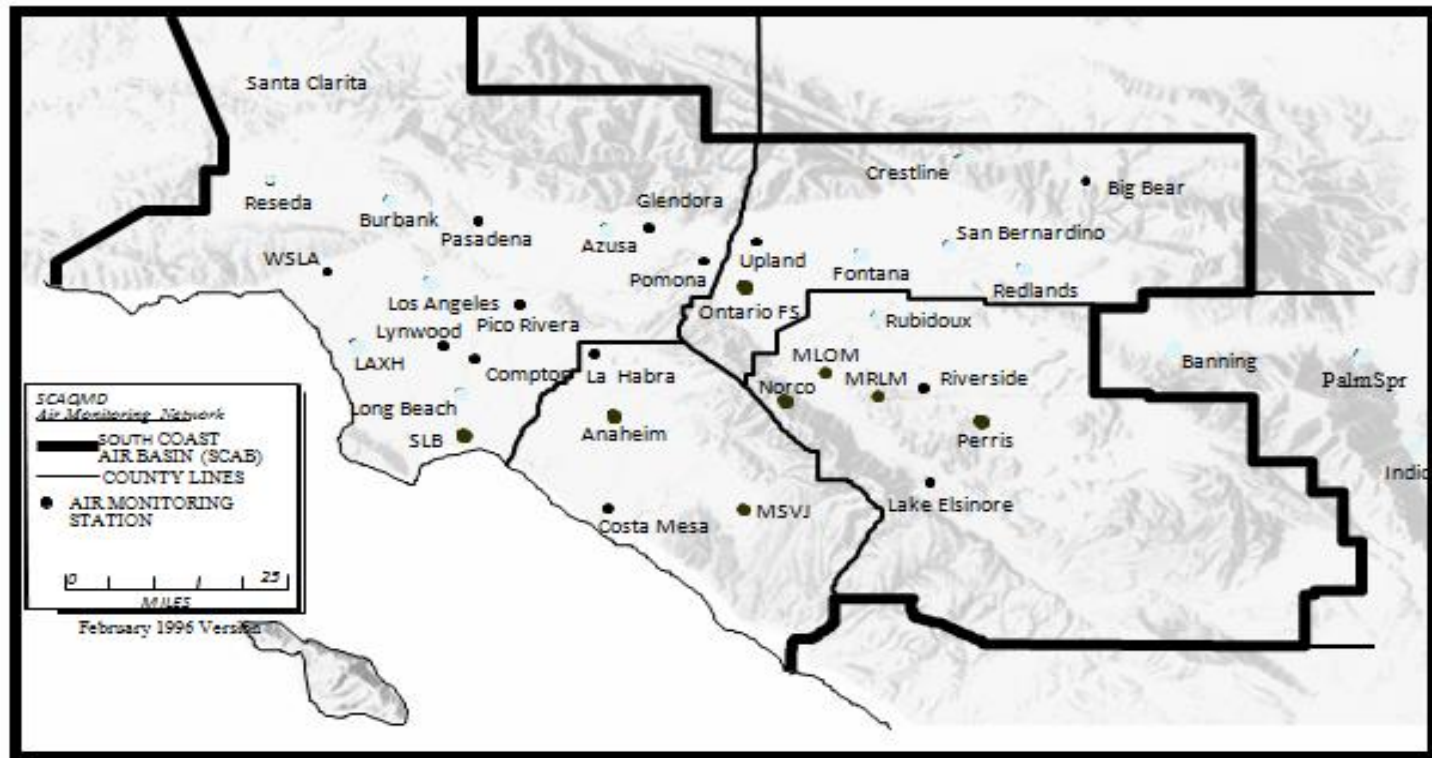 Santa Clarita
Crestline
Big Bear
Reseda
Glendora
Burbank
Pasadena
Azusa
San Bernardino
WSLA
Pomona
Upland
Fontana
Los Angeles
Redlands
Pico Rivera
Ontario FS
Lynwood
Rubidoux
LAXH
MLOM
Banning
Compton
La Habra
Norco
MRLM
Riverside
PalmSpr
Long Beach
SLB
Anaheim
Perris
Indio
Costa Mesa
MSVJ
Lake Elsinore
SCAQMD
Air Monitoring Network
SOUTH COAST
AIR BASIN (SCAB)
COUNTY LINES
AIR MONITORING
STATION
0 25
MILES
February 1996 Version